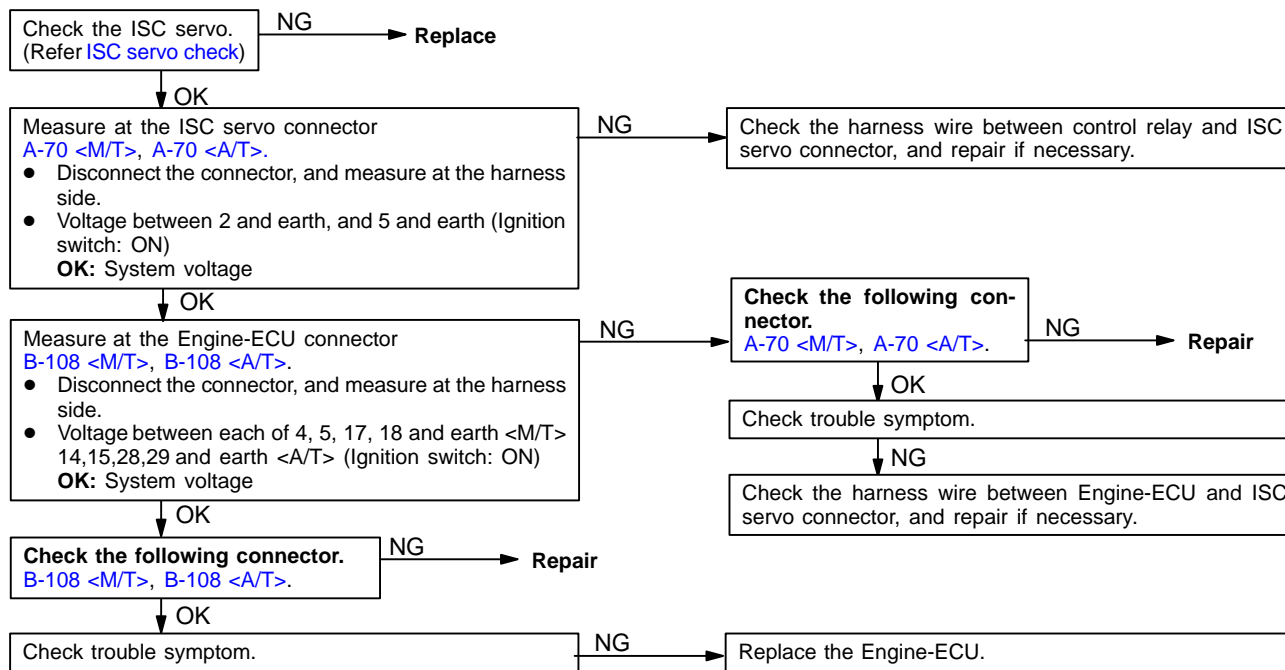 Check the ISC servo.
(Refer ISC servo check)
NG
Replace
OK
Measure at the ISC servo connector
A-70 <M/T>, A-70 <A/T>.
● Disconnect the connector, and measure at the harness
side.
● Voltage between 2 and earth, and 5 and earth (Ignition
switch: ON)
OK: System voltage
NG
Check the harness wire between control relay and ISC
servo connector, and repair if necessary.
OK
Measure at the Engine-ECU connector
B-108 <M/T>, B-108 <A/T>.
● Disconnect the connector, and measure at the harness
side.
● Voltage between each of 4, 5, 17, 18 and earth <M/T>
14,15,28,29 and earth <A/T> (Ignition switch: ON)
OK: System voltage
NG
Check the following con-
nector.
A-70 <M/T>, A-70 <A/T>.
NG
Repair
OK
Check trouble symptom.
NG
Check the harness wire between Engine-ECU and ISC
servo connector, and repair if necessary.
OK
Check the following connector.
B-108 <M/T>, B-108 <A/T>.
NG
Repair
OK
Check trouble symptom.
NG
Replace the Engine-ECU.